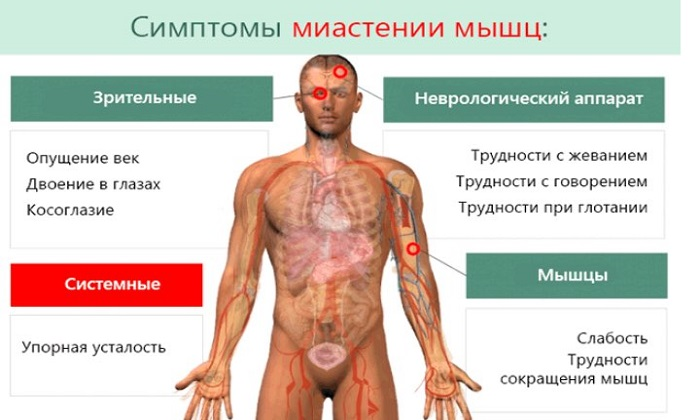 Симптомы миастении мышц:
Зрительные
Опущение век
Двоение в глазах
Косоглазие
Неврологический аппарат
Трудности с жеванием
Трудности с говорением
Трудности при глотании
Системные
Упорная усталость
Мышцы
Слабость
Трудности
сокращения мышц